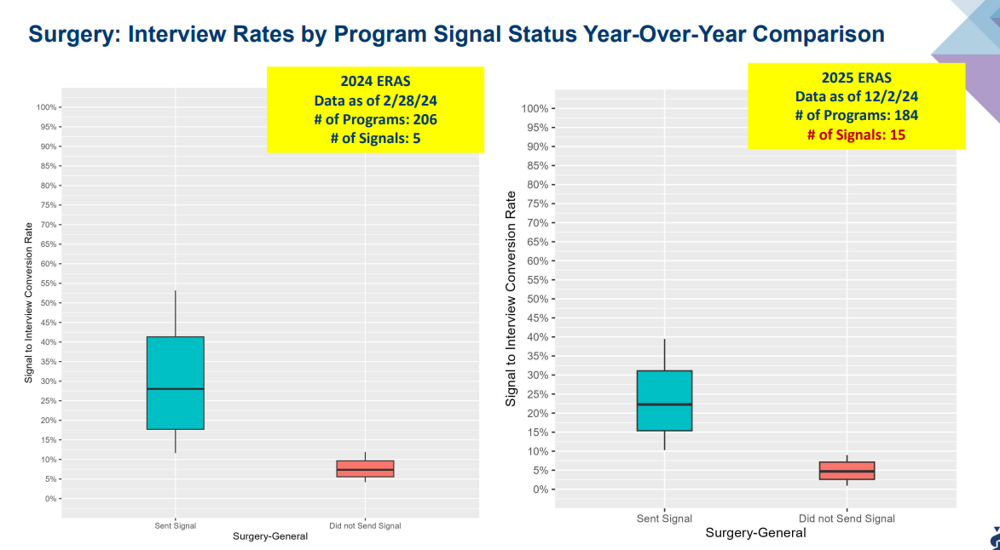 Surgery: Interview Rates by Program Signal Status Year-Over-Year Comparison
2024 ERAS
Data as of 2/28/24
# of Programs: 206
# of Signals: 5
Signal to Interview Conversion Rate
100%
95%
90%
85%
80%
75%
70%
65%
60%
55%
50%
45%
40%
35%
30%
25%
20%
15%
10%
5%
0%
Sent Signal
Did not Send Signal
Surgery-General
2025 ERAS
Data as of 12/2/24
# of Programs: 184
# of Signals: 15
Signal to Interview Conversion Rate
100%
95%
90%
85%
80%
75%
70%
65%
60%
55%
50%
45%
40%
35%
30%
25%
20%
15%
10%
5%
0%
Sent Signal
Did not Send Signal
Surgery-General